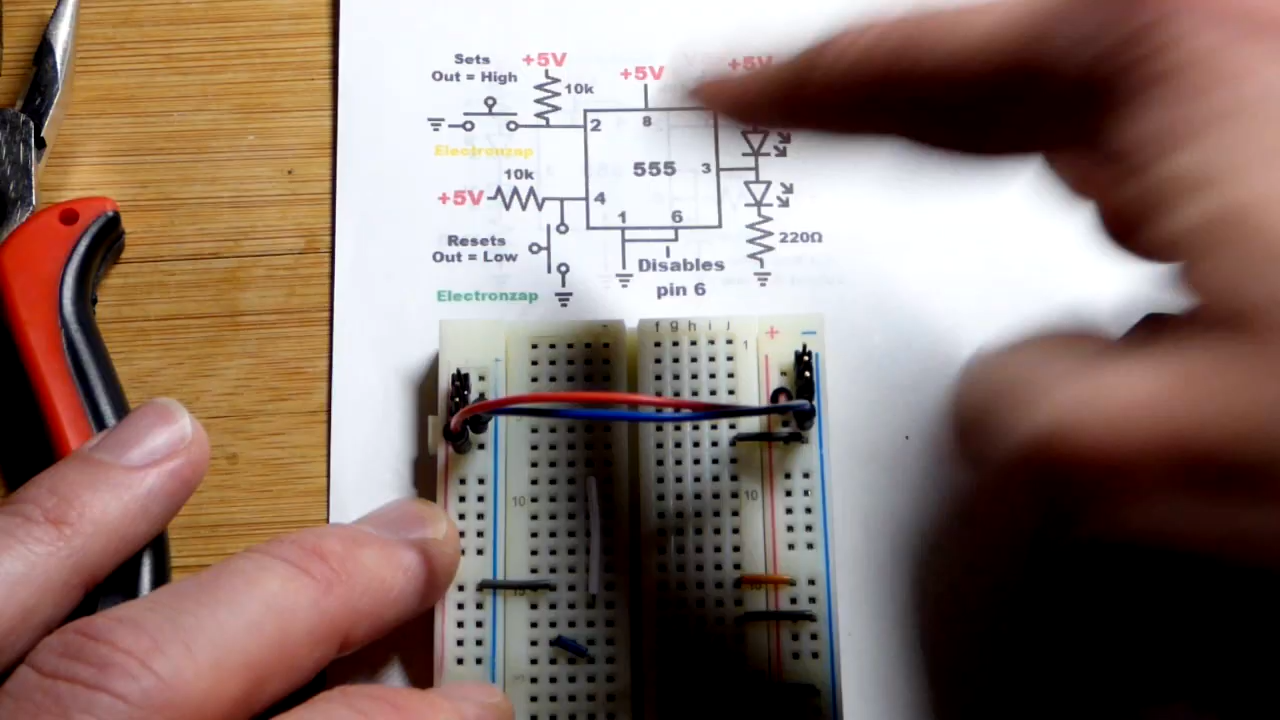 Sets
Out = High
+5V
10k
+5V
+5V
2
8
Electronzap
555
3
10k
+5V
4
1
6
Resets
Out = Low
220Ω
Disables
pin 6
Electronzap
f g h i j
1
+
−
10
10
15